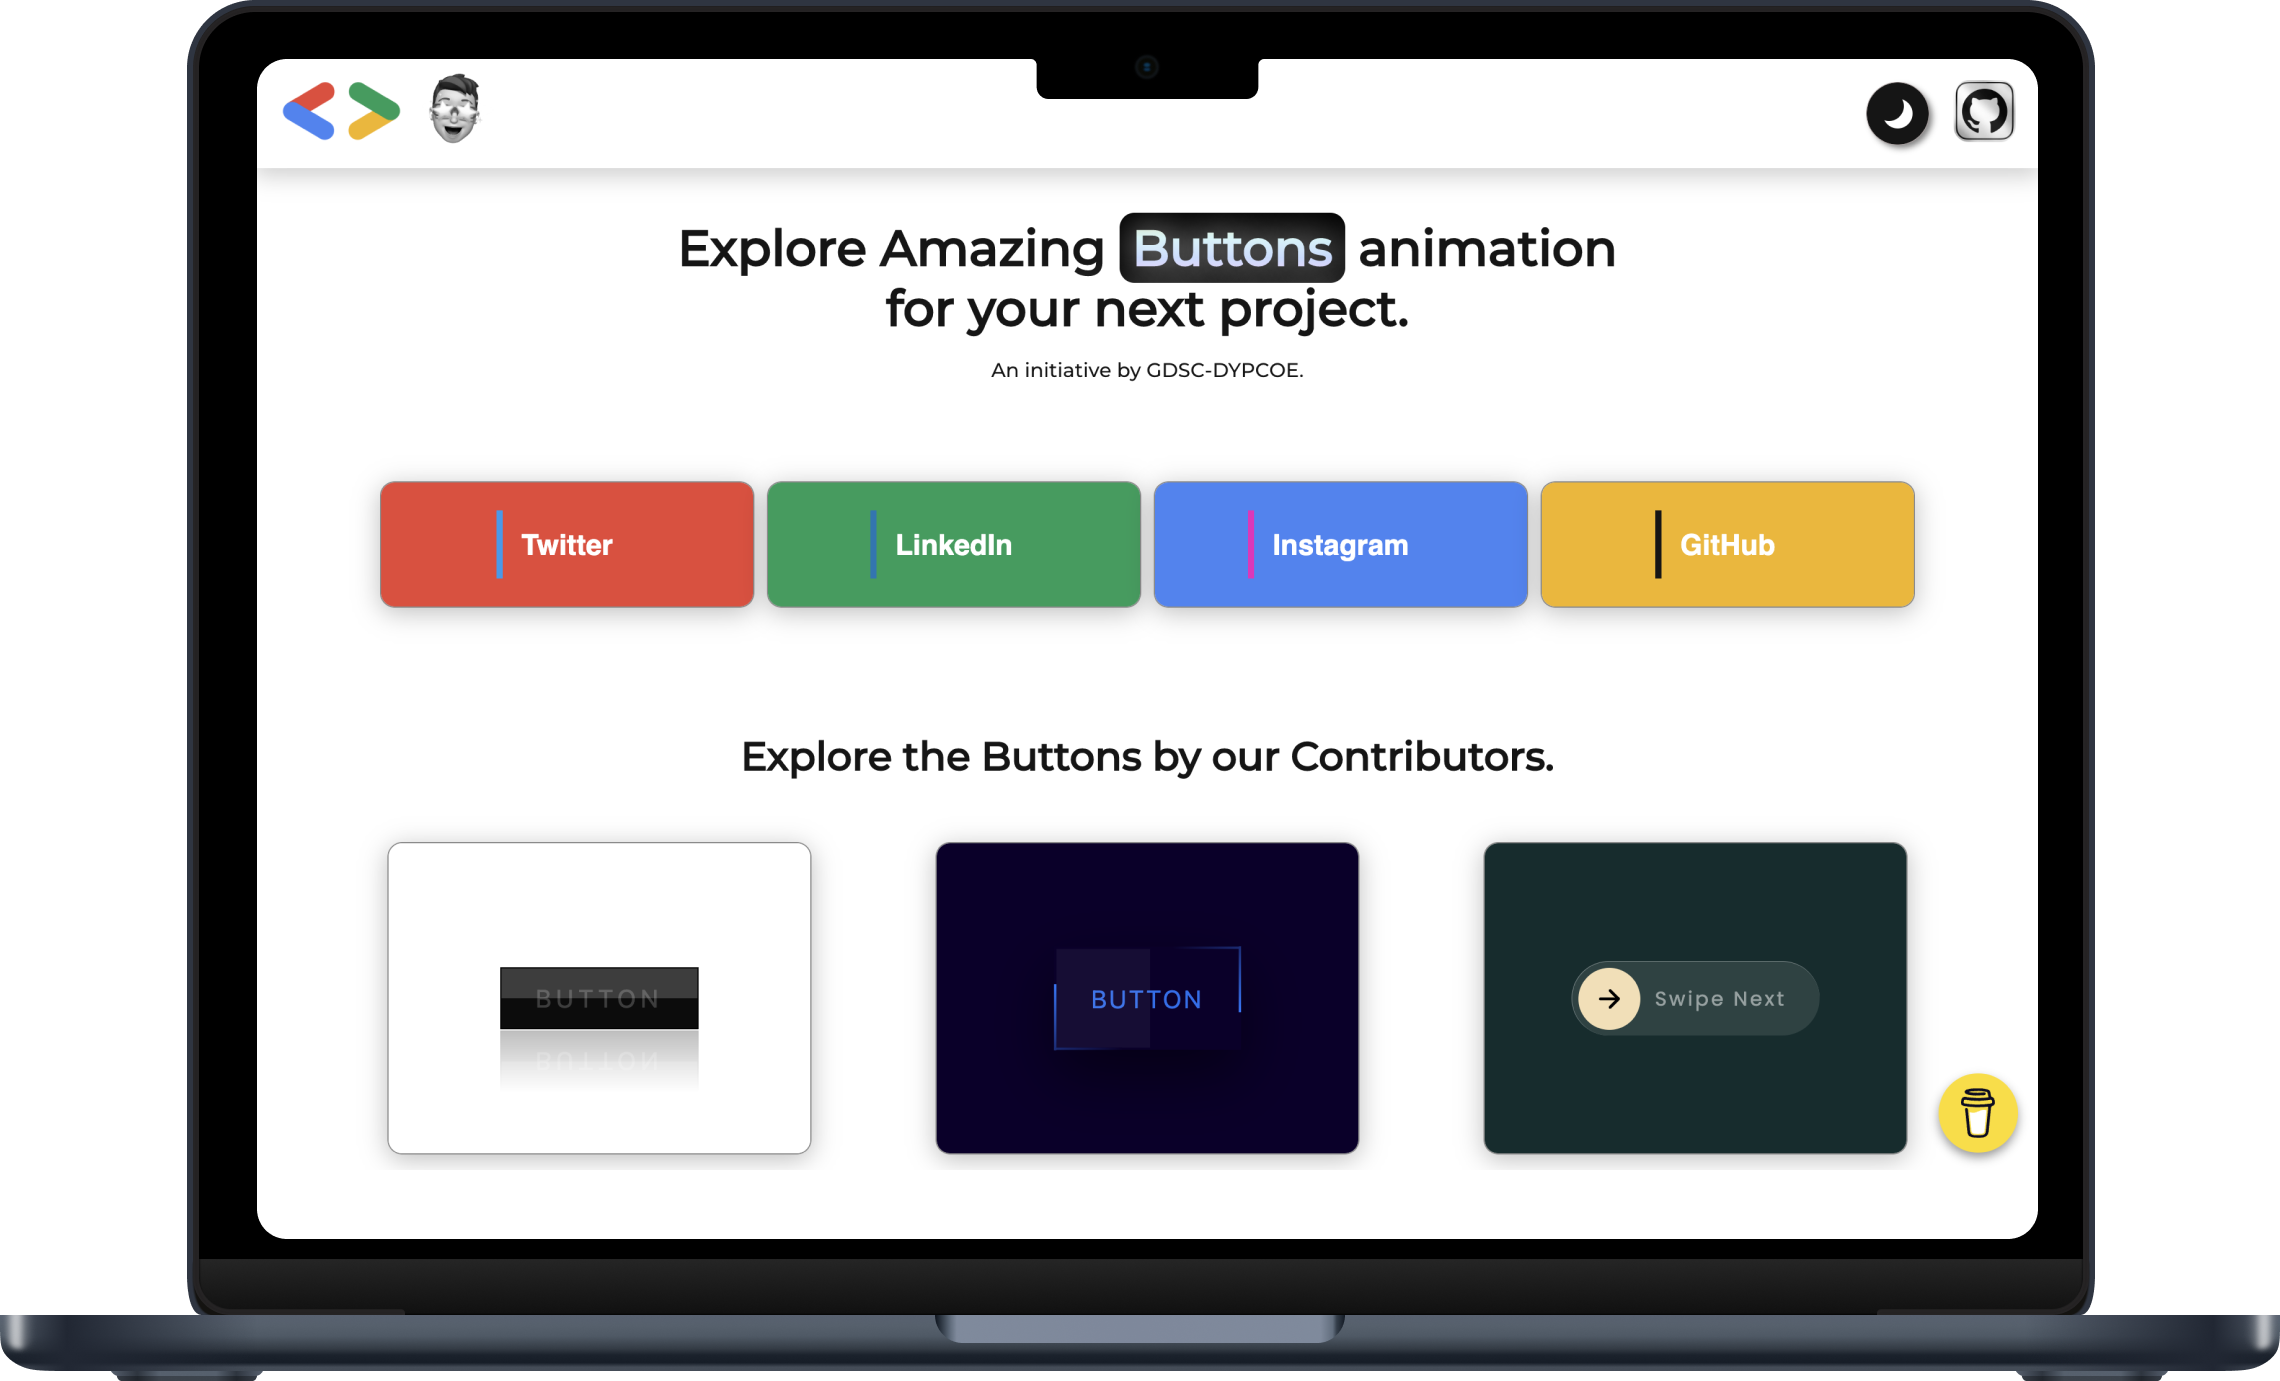 Explore Amazing Buttons animation
for your next project.
An initiative by GDSC-DYPCOE.
Twitter
LinkedIn
Instagram
GitHub
Explore the Buttons by our Contributors.
BUTTON
BUTTON
BUTTON
Swipe Next